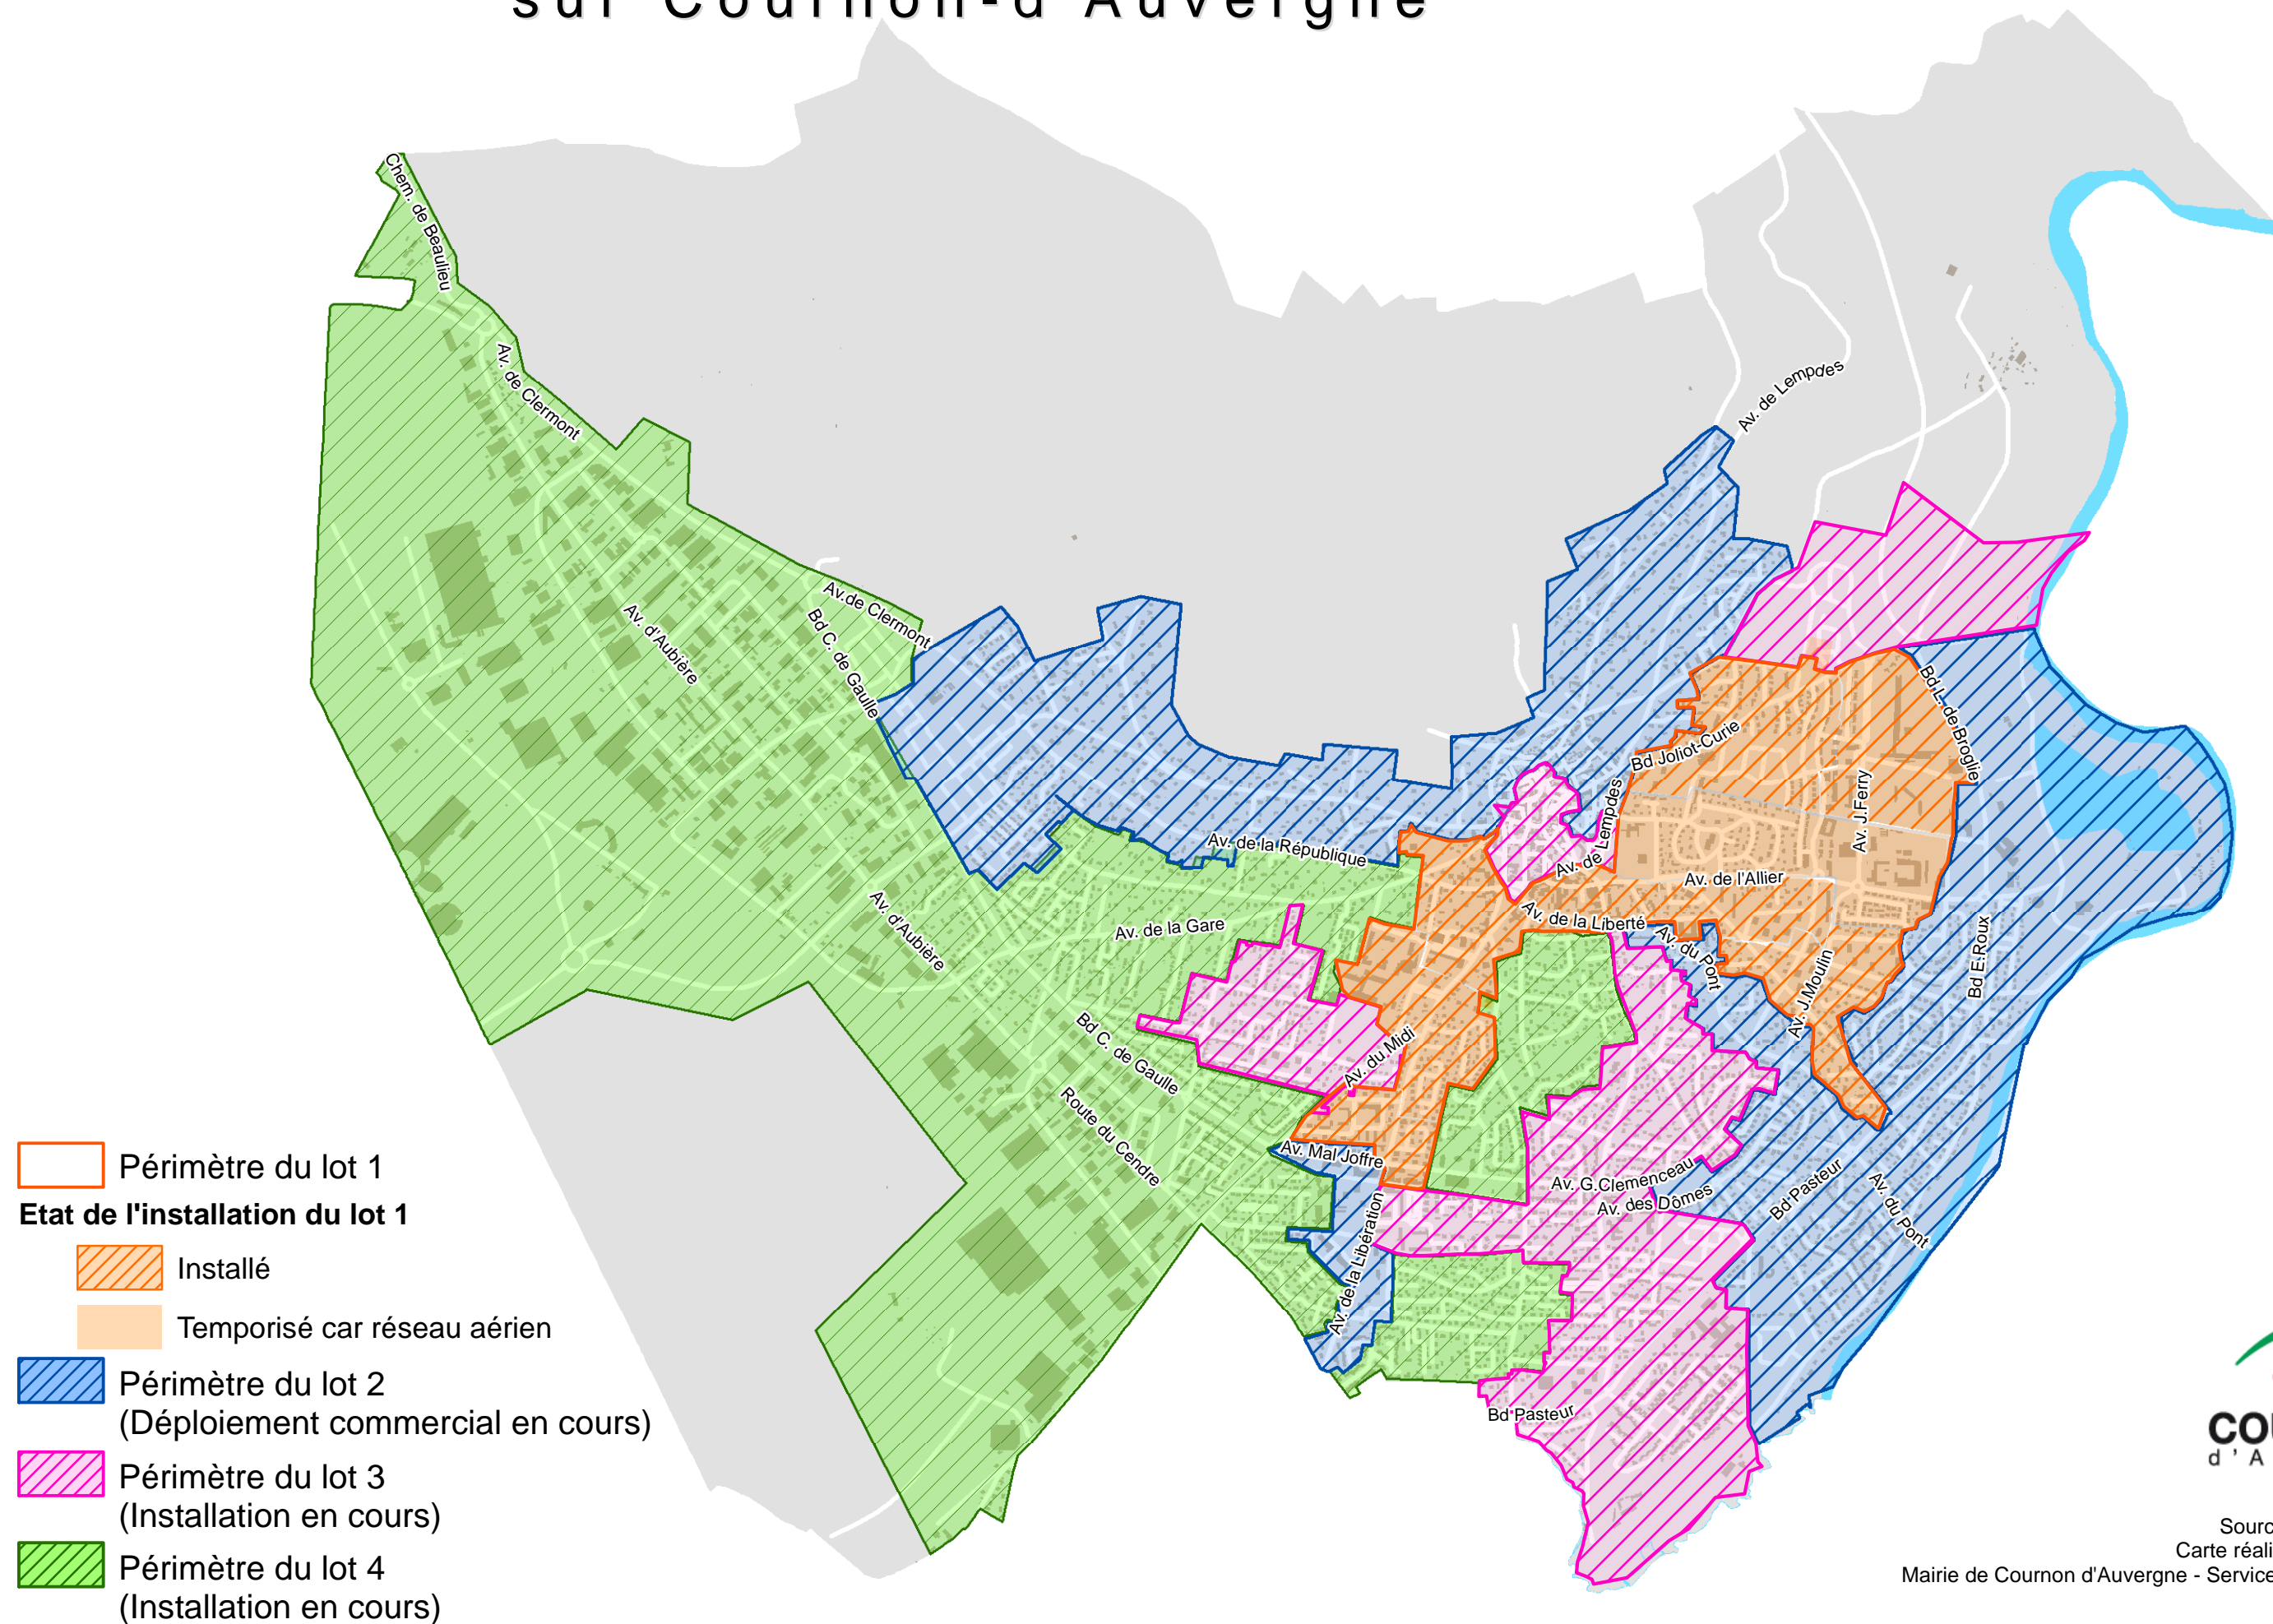 sur Cournon-d'Auvergne
Chem. de Beaulieu
Av. de Clermont
Av. de Lempdes
Av. d'Aubière
Av.de Clermont
Bd C. de Gaulle
Bd L. de Broglie
Bd Joliot-Curie
Av. J.Ferry
Av. de Lempdes
Av. de la République
Av. de l'Allier
Av. d'Aubière
Av. de la Gare
Av. de la Liberté
Av. du Pont
Bd E.Roux
Av. J.Moulin
Av. du Midi
Bd C. de Gaulle
Route du Cendre
Av. Mal Joffre
Av. G.Clemenceau
Av. des Dômes
Bd Pasteur
Av. du Pont
Av. de la Libération
Bd Pasteur
Périmètre du lot 1
Etat de l'installation du lot 1
Installé
Temporisé car réseau aérien
Périmètre du lot 2
(Déploiement commercial en cours)
Périmètre du lot 3
(Installation en cours)
Périmètre du lot 4
(Installation en cours)
COU
d'A
Sourc
Carte réali
Mairie de Cournon d'Auvergne - Service